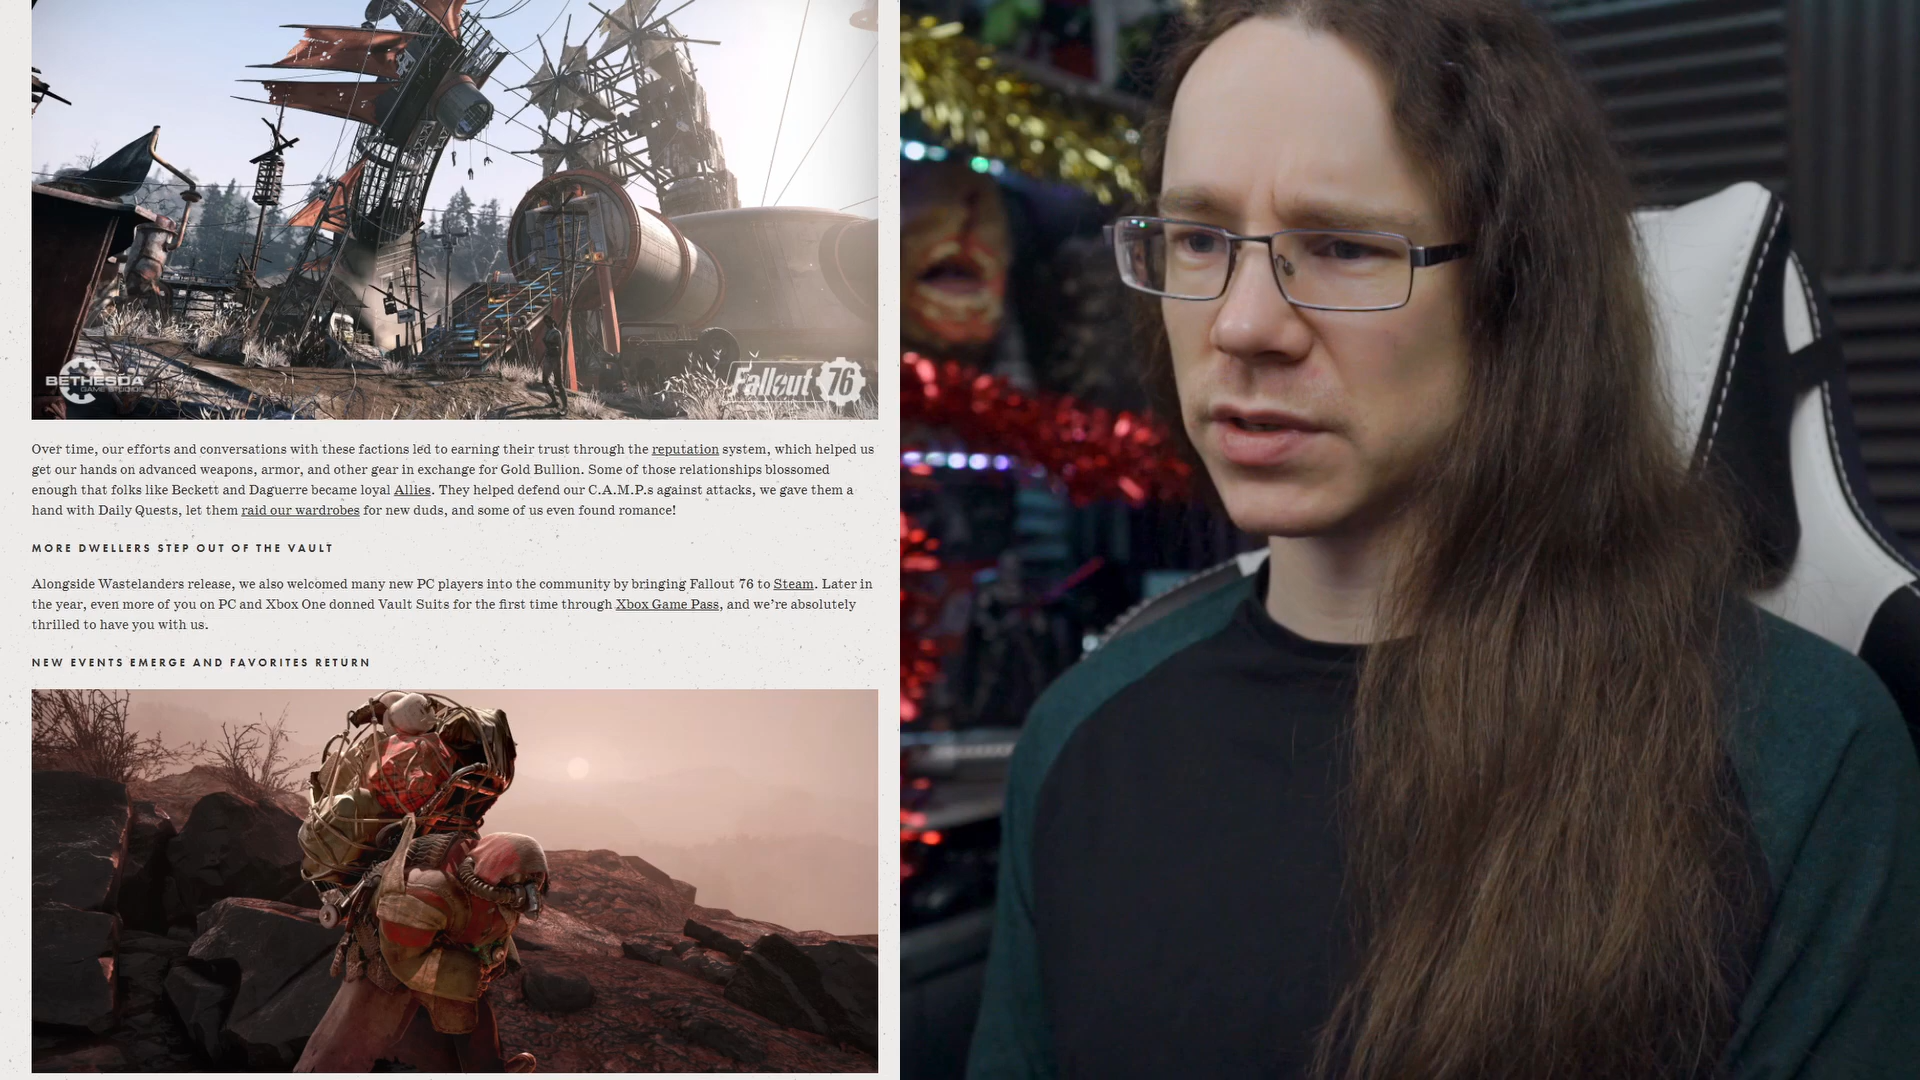 BETHESDA
GAME STUDIOS
Fallout 76
Over time, our efforts and conversations with these factions led to earning their trust through the reputation system, which helped us
get our hands on advanced weapons, armor, and other gear in exchange for Gold Bullion. Some of those relationships blossomed
enough that folks like Beckett and Daguerre became loyal Allies. They helped defend our C.A.M.P.s against attacks, we gave them a
hand with Daily Quests, let them raid our wardrobes for new duds, and some of us even found romance!
MORE DWELLERS STEP OUT OF THE VAULT
Alongside Wastelanders release, we also welcomed many new PC players into the community by bringing Fallout 76 to Steam. Later in
the year, even more of you on PC and Xbox One donned Vault Suits for the first time through Xbox Game Pass, and we're absolutely
thrilled to have you with us.
NEW EVENTS EMERGE AND FAVORITES RETURN